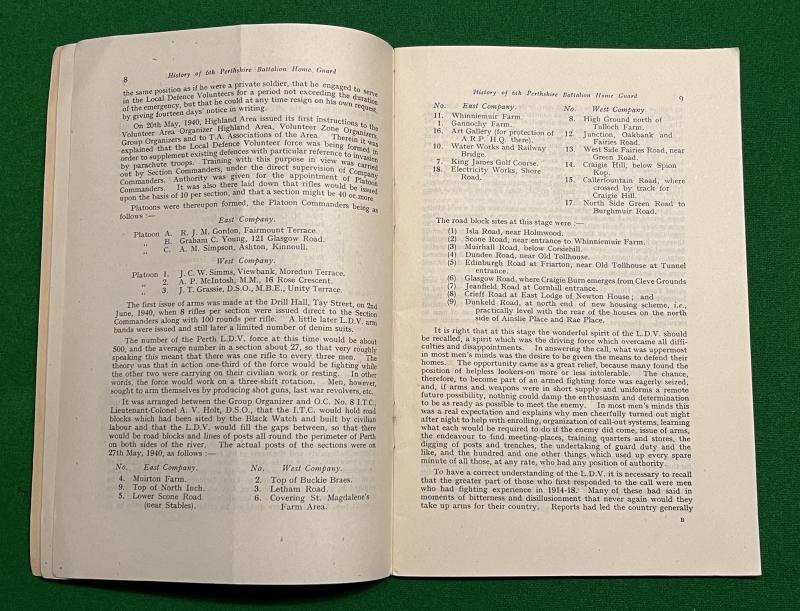 8
History of 6th Perthshire Battalion Home Guard
the same position as if he were a private soldier, that he engaged to serve
in the Local Defence Volunteers for a period not exceeding the duration
of the emergency, but that he could at any time resign on his own request
by giving fourteen days' notice in writing.
On 20th May, 1940, Highland Area issued its first instructions to the
Volunteer Area Organizer Highland Area, Volunteer Zone Organizers,
Group Organizers and to T.A. Associations of the Area. Therein it was
explained that the Local Defence Volunteer force was being formed in
order to supplement existing defences with particular reference to invasion
by parachute troops. Training with this purpose in view was carried
out by Section Commanders, under the direct supervision of Company
Commanders. Authority was given for the appointment of Platoon
Commanders. It was also there laid down that rifles would be issued
upon the basis of 10 per section, and that a section might be 40 or more.
Platoons were thereupon formed, the Platoon Commanders being as
follows :—
East Company.
Platoon A. R. J. M. Gordon, Fairmount Terrace.
,, B. Graham C. Young, 121 Glasgow Road.
,, C. A. M. Simpson, Ashton, Kinnoull.
West Company.
Platoon 1. J. C. W. Simms, Viewbank, Moredun Terrace.
,, 2. A. P. McIntosh, M.M., 16 Rose Crescent.
,, 3. J. T. Grassie, D.S.O., M.B.E., Unity Terrace.
The first issue of arms was made at the Drill Hall, Tay Street, on 2nd
June, 1940, when 8 rifles per section were issued direct to the Section
Commanders along with 100 rounds per rifle. A little later L.D.V. arm
bands were issued and still later a limited number of denim suits.
The number of the Perth L.D.V. force at this time would be about
500, and the average number in a section about 27, so that very roughly
speaking this meant that there was one rifle to every three men. The
theory was that in action one-third of the force would be fighting while
the other two were carrying on their civilian work or resting. In other
words, the force would work on a three-shift rotation. Men, however,
sought to arm themselves by producing shot guns, last war revolvers, etc.
It was arranged between the Group Organizer and O.C. No. 8 I.T.C.,
Lieutenant-Colonel A. V. Holt, D.S.O., that the I.T.C. would hold road
blocks which had been sited by the Black Watch and built by civilian
labour and that the L.D.V. would fill the gaps between, so that there
would be road blocks and lines of posts all round the perimeter of Perth
on both sides of the river. The actual posts of the sections were on
27th May, 1940, as follows :—
No. East Company.
4. Muirton Farm.
9. Top of North Inch.
5. Lower Scone Road
(near Stables).
No. West Company.
2. Top of Buckie Braes.
3. Letham Road.
6. Covering St. Magdalene's
Farm Area.
History of 6th Perthshire Battalion Home Guard
9
No. East Company.
11. Whinniemuir Farm.
1. Gannochy Farm.
16. Art Gallery (for protection of
A.R.P. H.Q. there).
10. Water Works and Railway
Bridge.
7. King James Golf Course.
18. Electricity Works, Shore
Road.
No. West Company.
8. High Ground north of
Tulloch Farm.
12. Junction, Oakbank and
Fairies Road.
13. West Side Fairies Road, near
Green Road.
14. Craigie Hill, below Spion
Kop.
15. Callerfountain Road, where
crossed by track for
Craigie Hill.
17. North Side Green Road to
Burghmuir Road.
The road block sites at this stage were :—
(1) Isla Road, near Holmwood.
(2) Scone Road, near entrance to Whinniemuir Farm.
(3) Muirhall Road, below Corsiehill.
(4) Dundee Road, near Old Tollhouse.
(5) Edinburgh Road at Friarton, near Old Tollhouse at Tunnel
entrance.
(6) Glasgow Road, where Craigie Burn emerges from Cleve Grounds
(7) Jeanfield Road at Cornhill entrance.
(8) Crieff Road at East Lodge of Newton House ; and
(9) Dunkeld Road, at north end of new housing scheme, i.e.,
practically level with the rear of the houses on the north
side of Ainslie Place and Rae Place.
It is right that at this stage the wonderful spirit of the L.D.V. should
be recalled, a spirit which was the driving force which overcame all diffi-
culties and disappointments. In answering the call, what was uppermost
in most men's minds was the desire to be given the means to defend their
homes. The opportunity came as a great relief, because many found the
position of helpless lookers-on more or less intolerable. The chance,
therefore, to become part of an armed fighting force was eagerly seized,
and, if arms and weapons were in short supply and uniforms a remote
future possibility, nothing could damp the enthusiasm and determination
to be as ready as possible to meet the enemy. In most men's minds this
was a real expectation and explains why men cheerfully turned out night
after night to help with enrolling, organization of call-out systems, learning
what each would be required to do if the enemy did come, issue of arms,
the endeavour to find meeting-places, training quarters and stores, the
digging of posts and trenches, the undertaking of guard duty and the
like, and the hundred and one other things which used up every spare
minute of all those, at any rate, who had any position of authority.
To have a correct understanding of the L.D.V. it is necessary to recall
that the greater part of those who first responded to the call were men
who had fighting experience in 1914-18. Many of these had said in
moments of bitterness and disillusionment that never again would they
take up arms for their country. Reports had led the country generally
B